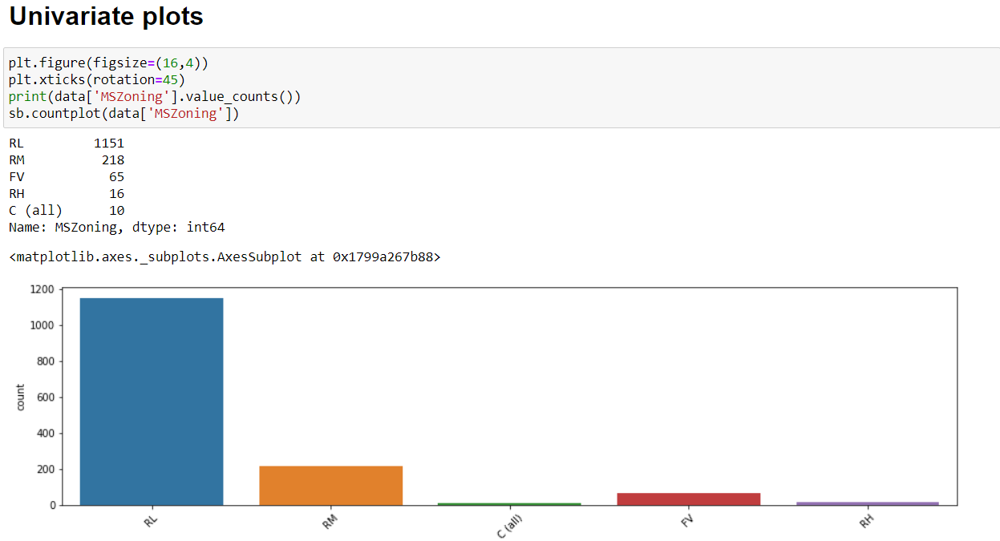 Univariate plots
plt.figure(figsize=(16,4))
plt.xticks(rotation=45)
print(data['MSZoning'].value_counts())
sb.countplot(data['MSZoning'])
RL 1151
RM 218
FV 65
RH 16
C (all) 10
Name: MSZoning, dtype: int64
<matplotlib.axes._subplots.AxesSubplot at 0x1799a267b88>
1200
1000
800
600
400
200
0
count
RL RM C (all) FV RH